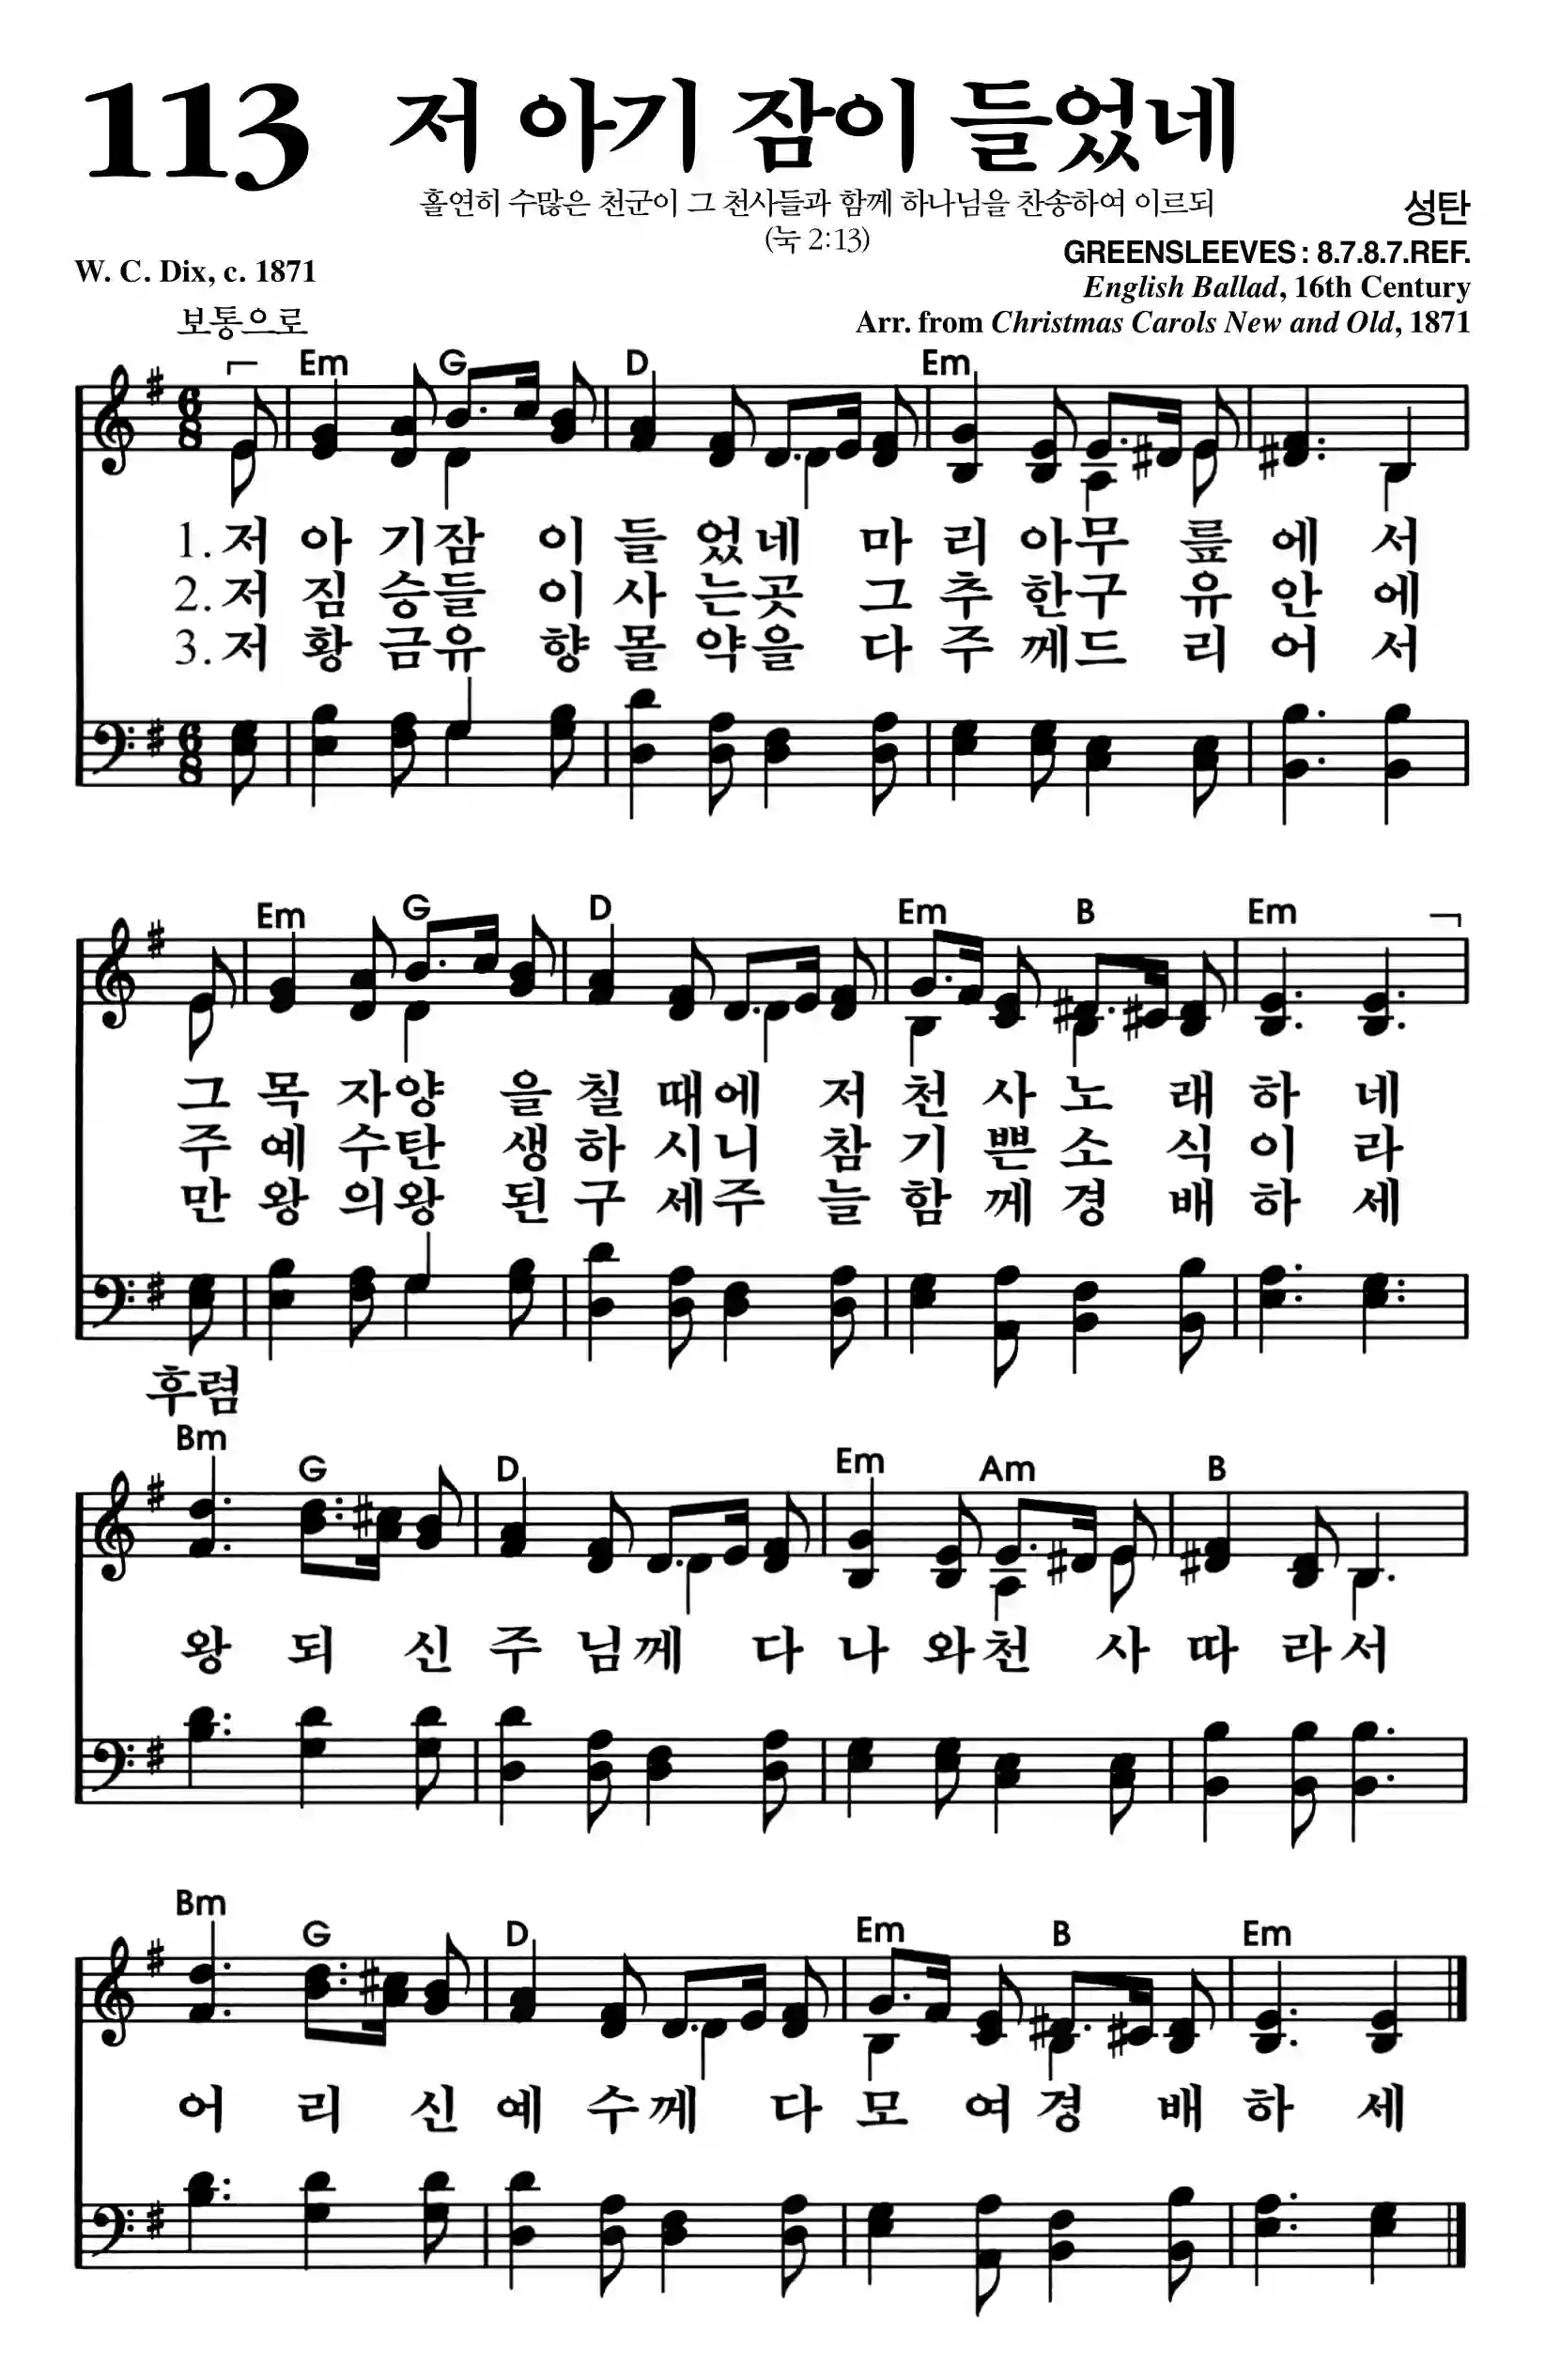 113 저 아기 잠이 들었네
홀연히 수많은 천군이 그 천사들과 함께 하나님을 찬송하여 이르되
(눅 2:13)
성탄
GREENSLEEVES : 8.7.8.7.REF.
W. C. Dix, c. 1871
English Ballad, 16th Century
보통으로
Arr. from Christmas Carols New and Old, 1871
Em G D Em
1. 저 아 기 잠 이 들 었 네 마 리 아 무 릎 에 서
2. 저 짐 승 들 이 사 는 곳 그 추 한 구 유 안 에
3. 저 황 금 유 향 몰 약 을 다 주 께 드 리 어 서
Em G D Em B Em
그 목 자 양 을 칠 때 에 저 천 사 노 래 하 네
주 예 수 탄 생 하 시 니 참 기 쁜 소 식 이 라
만 왕 의 왕 된 구 세 주 늘 함 께 경 배 하 세
후렴
Bm G D Em Am B
왕 되 신 주 님 께 다 나 와 천 사 따 라 서
Bm G D Em B Em
어 리 신 예 수 께 다 모 여 경 배 하 세